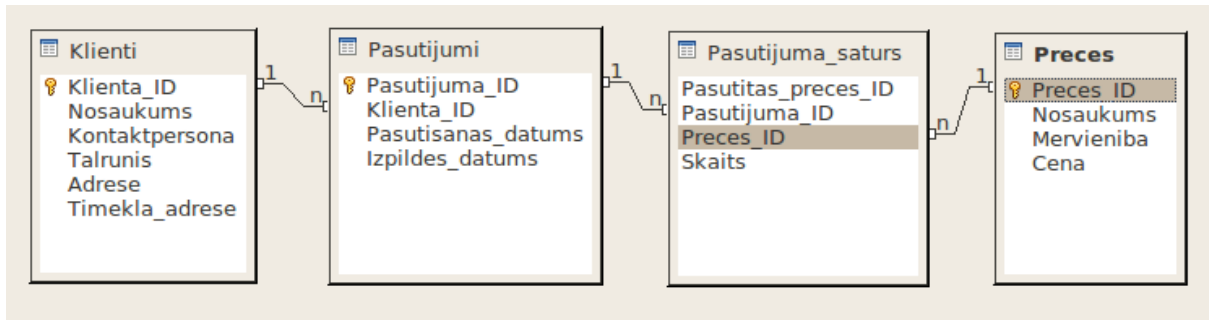 Klienti
Klienta_ID
Nosaukums
Kontaktpersona
Talrunis
Adrese
Timekla_adrese
1
n
Pasutijumi
Pasutijuma_ID
Klienta_ID
Pasutisanas_datums
Izpildes_datums
1
n
Pasutijuma_saturs
Pasutitas_preces_ID
Pasutijuma_ID
Preces_ID
Skaits
n
1
Preces
Preces_ID
Nosaukums
Mervieniba
Cena